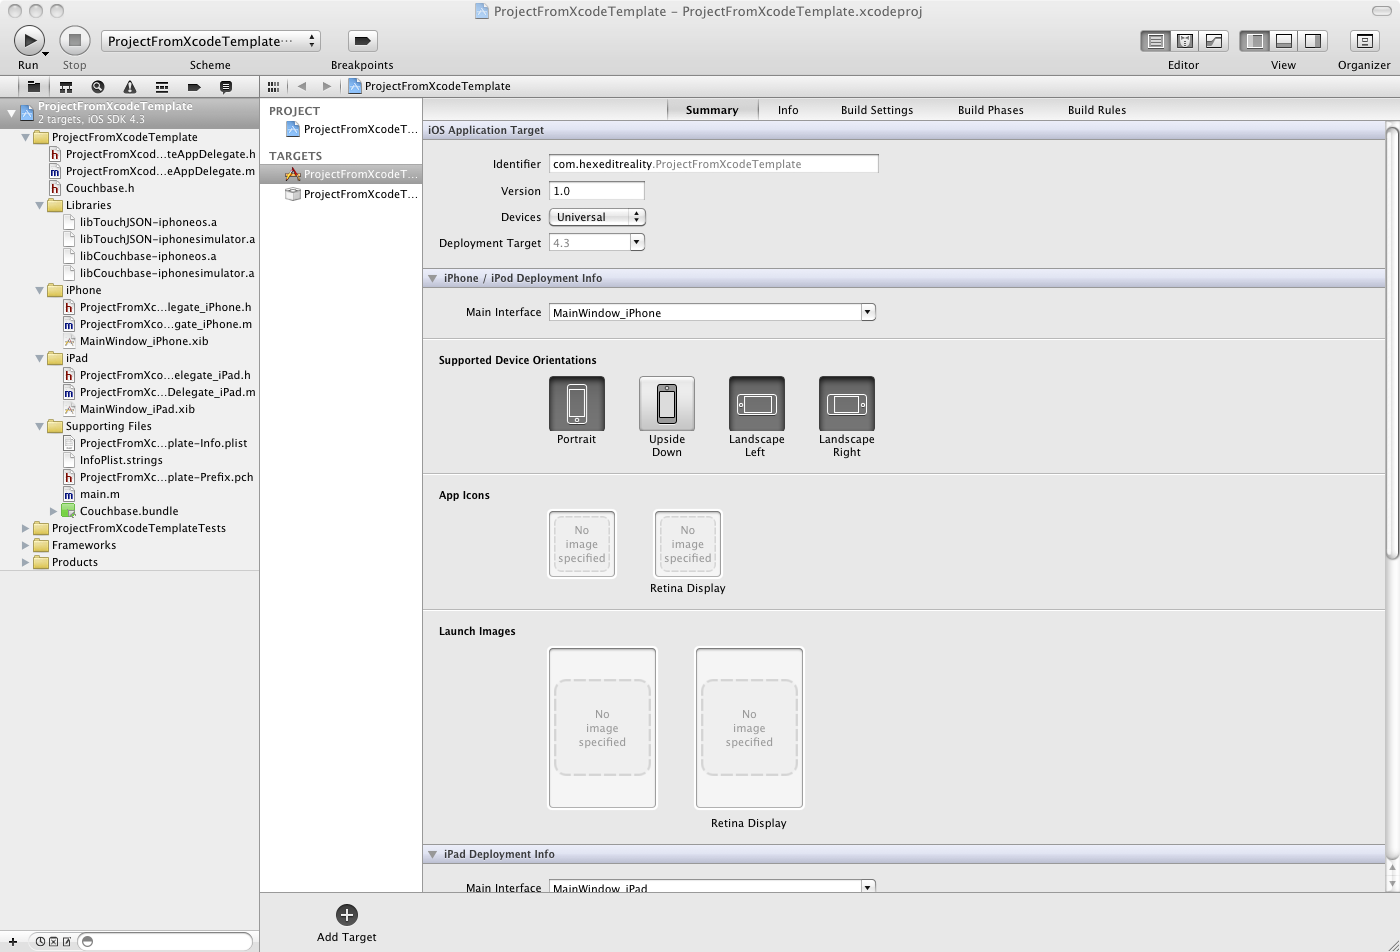 ProjectFromXcodeTemplate – ProjectFromXcodeTemplate.xcodeproj
ProjectFromXcodeTemplate···
Run
Stop
Scheme
Breakpoints
Editor
View
Organizer
ProjectFromXcodeTemplate
ProjectFromXcodeTemplate
2 targets, iOS SDK 4.3
ProjectFromXcodeTemplate
ProjectFromXcod…teAppDelegate.h
ProjectFromXcod…eAppDelegate.m
Couchbase.h
Libraries
libTouchJSON-iphoneos.a
libTouchJSON-iphonesimulator.a
libCouchbase-iphoneos.a
libCouchbase-iphonesimulator.a
iPhone
ProjectFromXc…legate_iPhone.h
ProjectFromXco…gate_iPhone.m
MainWindow_iPhone.xib
iPad
ProjectFromXco…elegate_iPad.h
ProjectFromXc…Delegate_iPad.m
MainWindow_iPad.xib
Supporting Files
ProjectFromXc…plate-Info.plist
InfoPlist.strings
ProjectFromXc…plate-Prefix.pch
main.m
Couchbase.bundle
ProjectFromXcodeTemplateTests
Frameworks
Products
PROJECT
ProjectFromXcodeT…
TARGETS
ProjectFromXcodeT…
ProjectFromXcodeT…
Summary
Info
Build Settings
Build Phases
Build Rules
iOS Application Target
Identifier com.hexeditreality.ProjectFromXcodeTemplate
Version 1.0
Devices Universal
Deployment Target 4.3
iPhone / iPod Deployment Info
Main Interface MainWindow_iPhone
Supported Device Orientations
Portrait
Upside
Down
Landscape
Left
Landscape
Right
App Icons
No
image
specified
No
image
specified
Retina Display
Launch Images
No
image
specified
No
image
specified
Retina Display
iPad Deployment Info
Main Interface MainWindow_iPad
Add Target